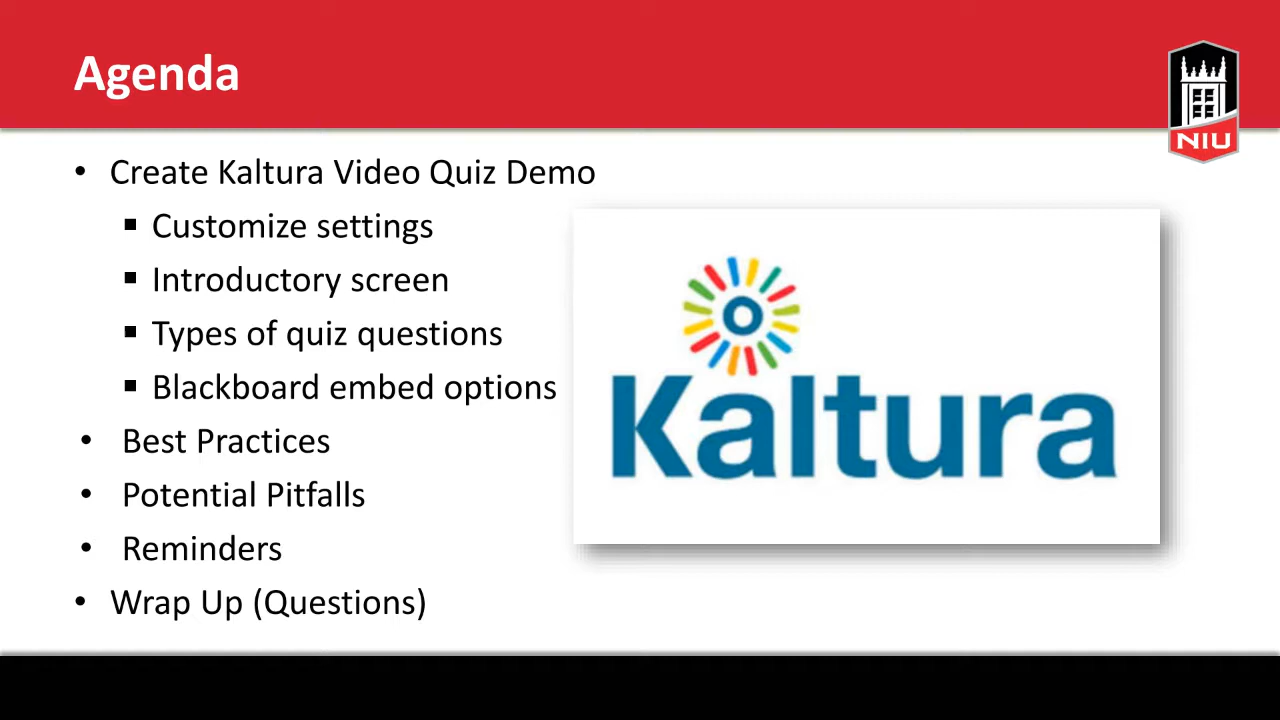 Agenda
NIU
• Create Kaltura Video Quiz Demo
▪ Customize settings
▪ Introductory screen
▪ Types of quiz questions
▪ Blackboard embed options
• Best Practices
• Potential Pitfalls
• Reminders
• Wrap Up (Questions)
Kaltura